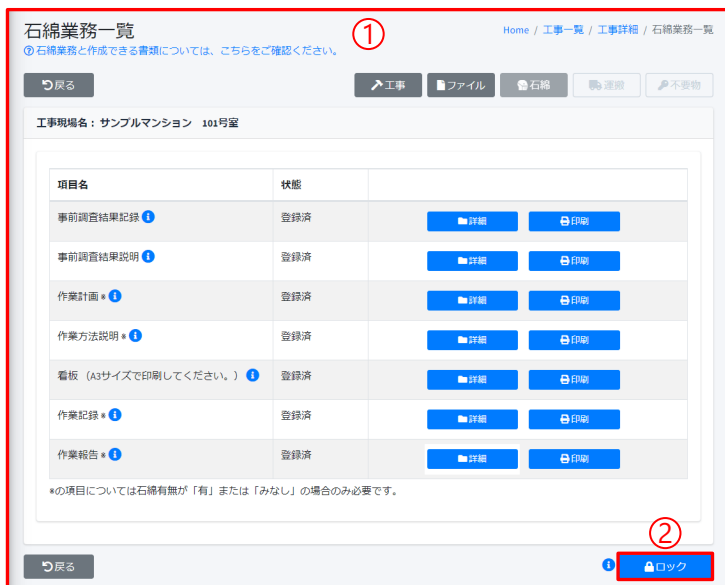 石綿業務一覧
①
Home / 工事一覧 / 工事詳細 / 石綿業務一覧
石綿業務と作成できる書類については、こちらをご確認ください。
戻る
工事
ファイル
石綿
運搬
不要物
工事現場名： サンプルマンション　101号室
項目名 状態
事前調査結果記録 登録済 詳細 印刷
事前調査結果説明 登録済 詳細 印刷
作業計画※ 登録済 詳細 印刷
作業方法説明※ 登録済 詳細 印刷
看板 （A3サイズで印刷してください。） 登録済 詳細 印刷
作業記録※ 登録済 詳細 印刷
作業報告※ 登録済 詳細 印刷
※の項目については石綿有無が「有」または「みなし」の場合のみ必要です。
②
戻る
ロック